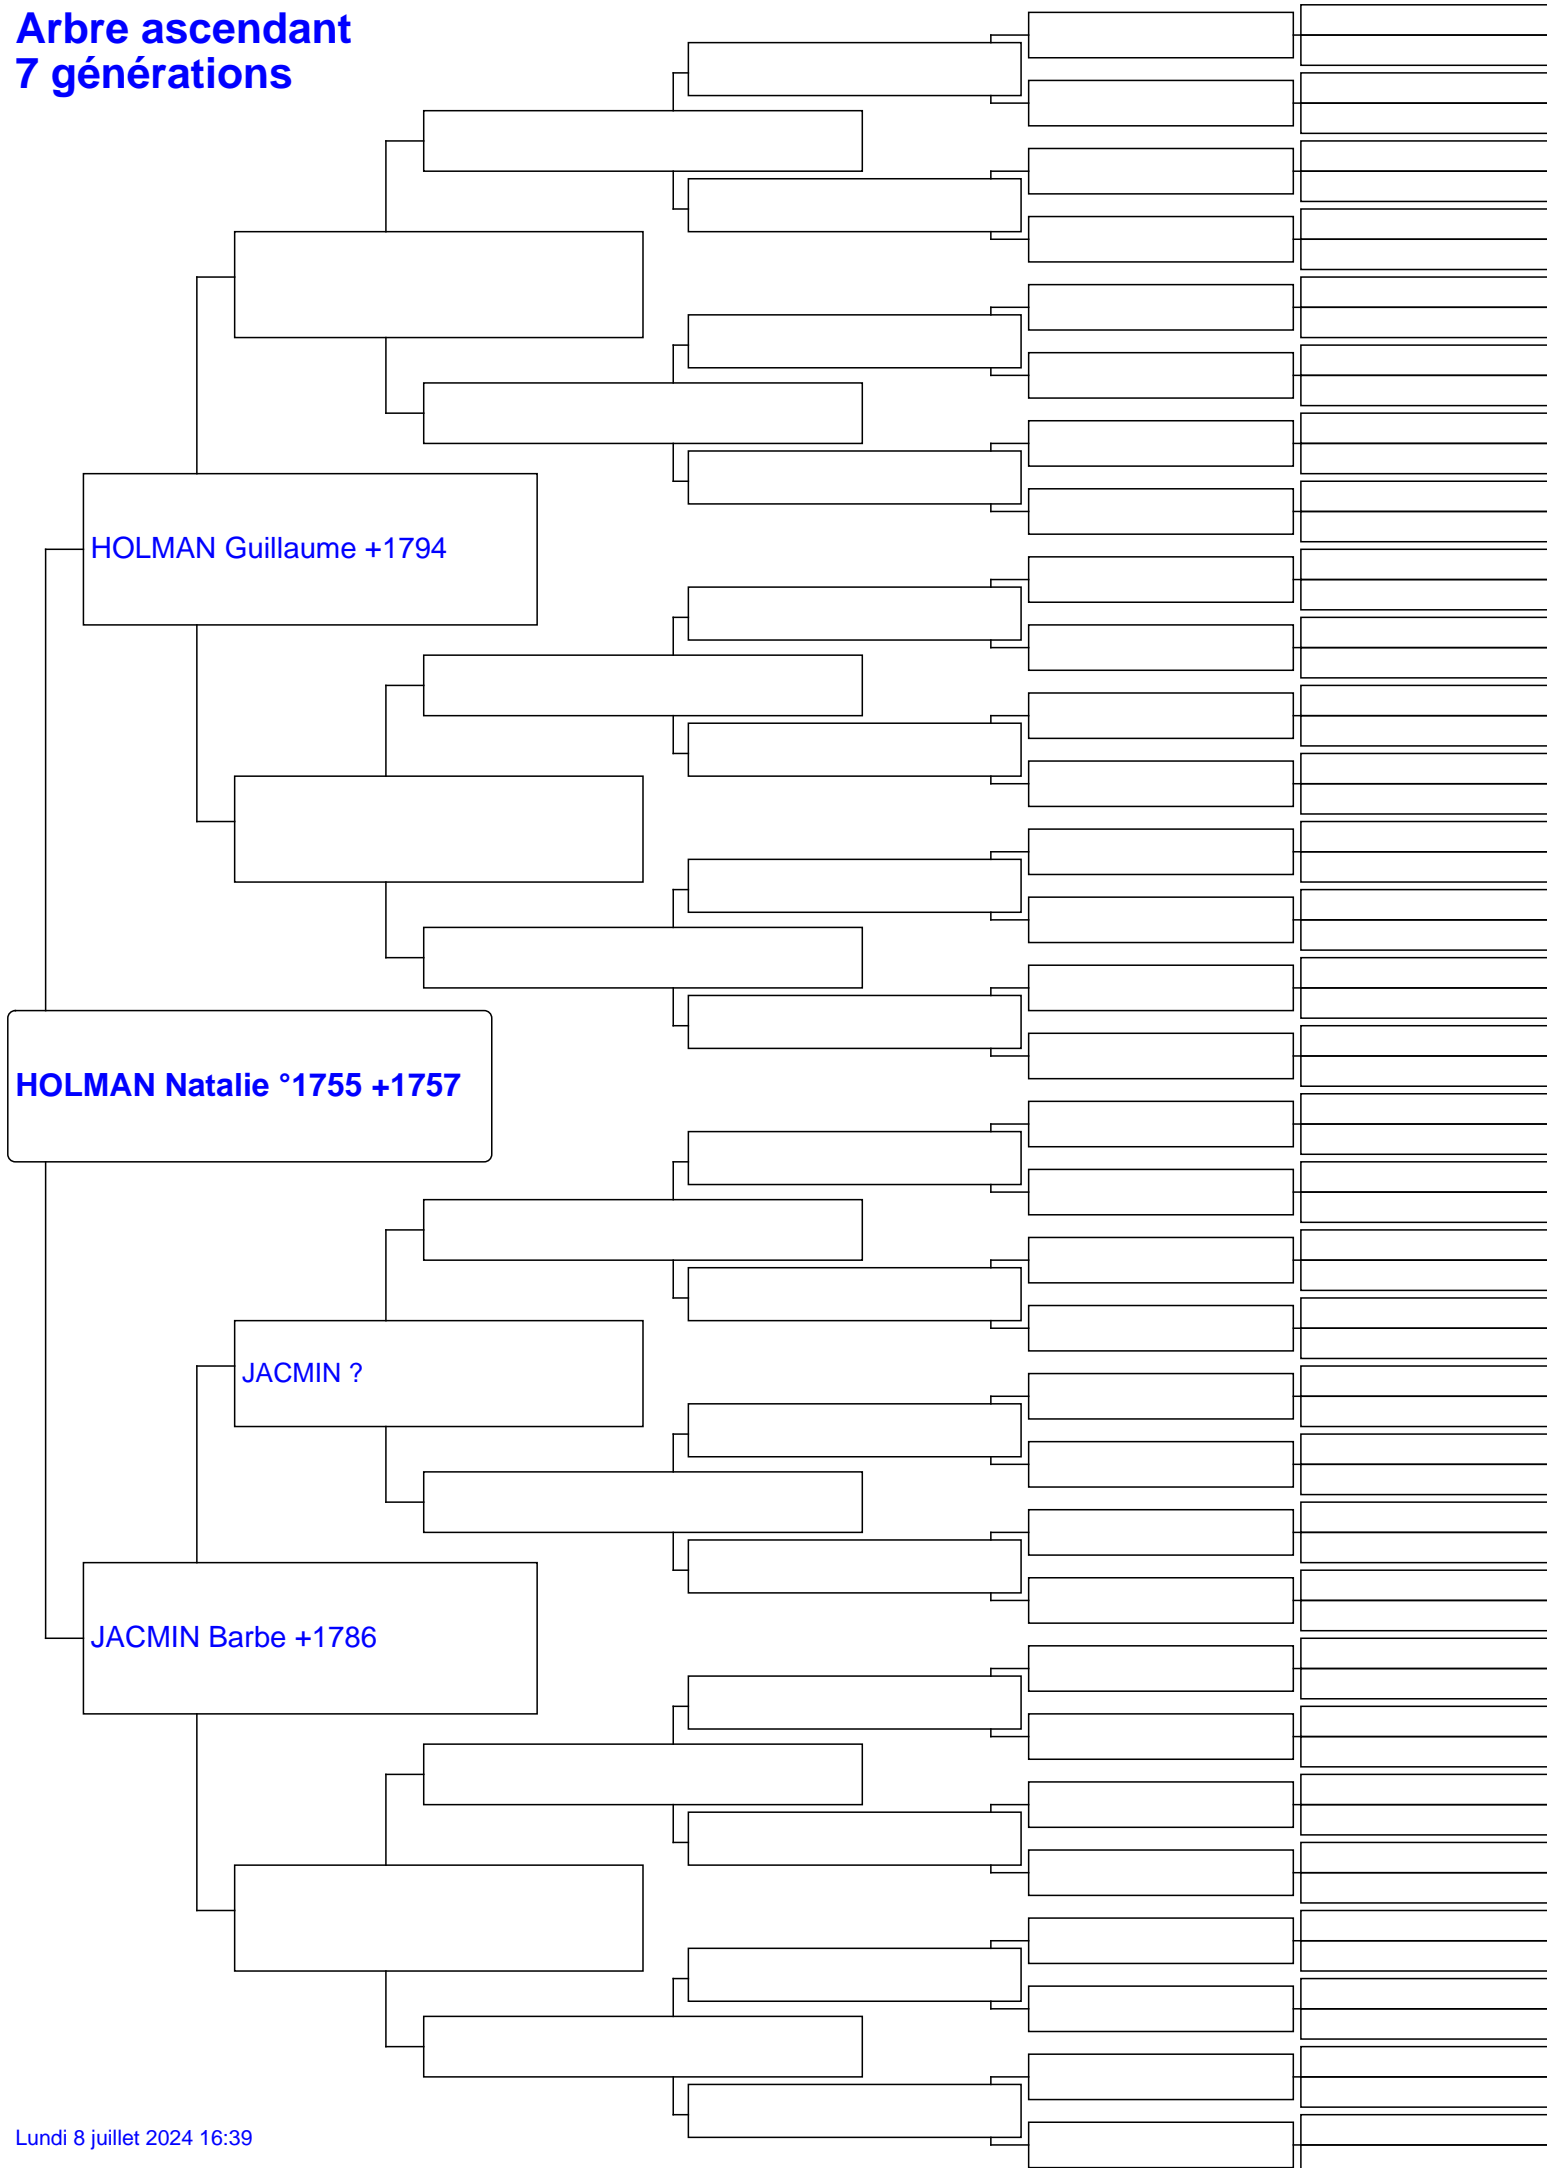 Arbre ascendant
7 générations
HOLMAN Guillaume +1794
HOLMAN Natalie °1755 +1757
JACMIN ?
JACMIN Barbe +1786
Lundi 8 juillet 2024 16:39